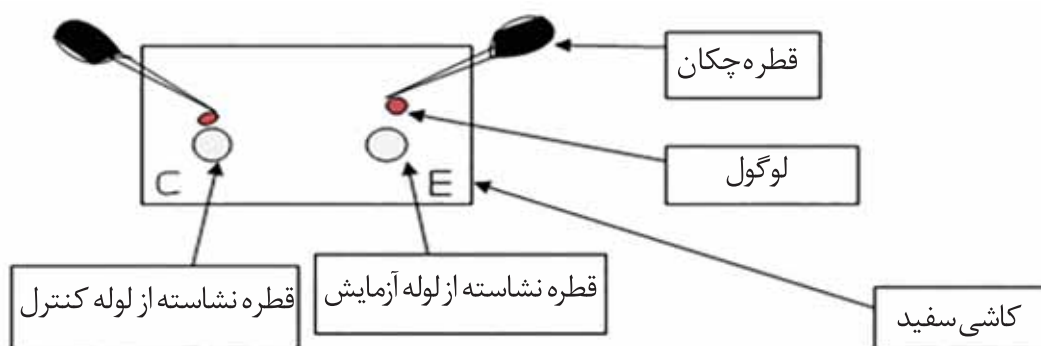 قطره چکان
لوگول
C
E
قطره نشاسته از لوله کنترل
قطره نشاسته از لوله آزمایش
کاشی سفید